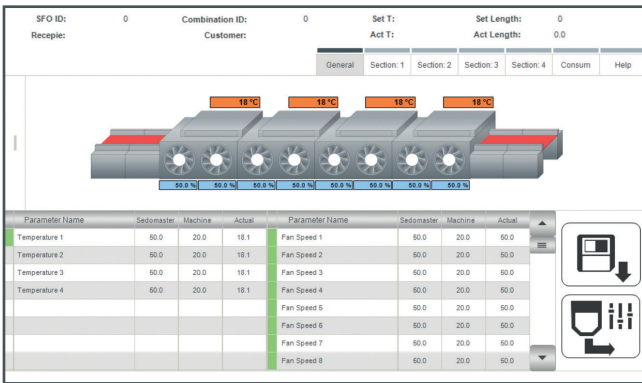 SFO ID: 0 Combination ID: 0 Set T: Set Length: 0
Recepie: Customer: Act T: Act Length: 0.0
General Section: 1 Section: 2 Section: 3 Section: 4 Consum Help
18 °C 18 °C 18 °C 18 °C
50.0 % 50.0 % 50.0 % 50.0 % 50.0 % 50.0 % 50.0 % 50.0 %
Parameter Name Sedomaster Machine Actual Parameter Name Sedomaster Machine Actual
Temperature 1 50.0 20.0 18.1 Fan Speed 1 50.0 20.0 50.0
Temperature 2 50.0 20.0 18.1 Fan Speed 2 50.0 20.0 50.0
Temperature 3 50.0 20.0 18.1 Fan Speed 3 50.0 20.0 50.0
Temperature 4 50.0 20.0 18.1 Fan Speed 4 50.0 20.0 50.0
Fan Speed 5 50.0 20.0 50.0
Fan Speed 6 50.0 20.0 50.0
Fan Speed 7 50.0 20.0 50.0
Fan Speed 8 50.0 20.0 50.0